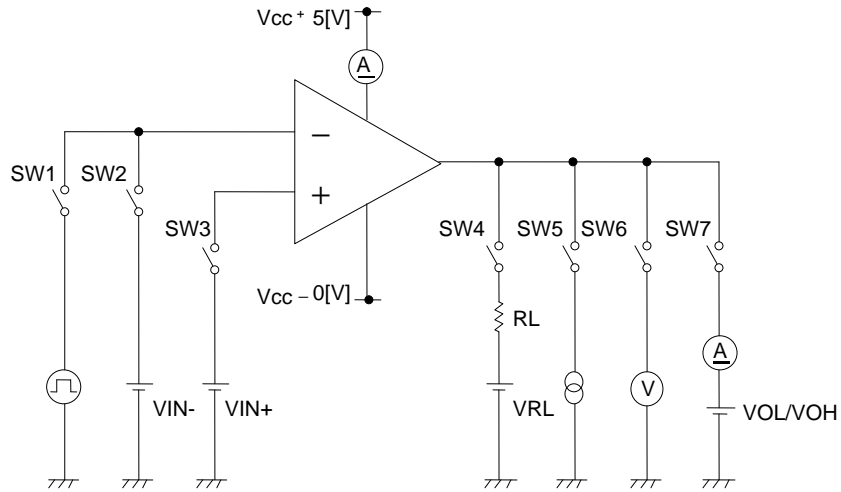 Vcc+ 5[V]
A
−
+
SW1
SW2
SW3
SW4
SW5
SW6
SW7
Vcc− 0[V]
RL
A
VIN-
VIN+
VRL
V
VOL/VOH